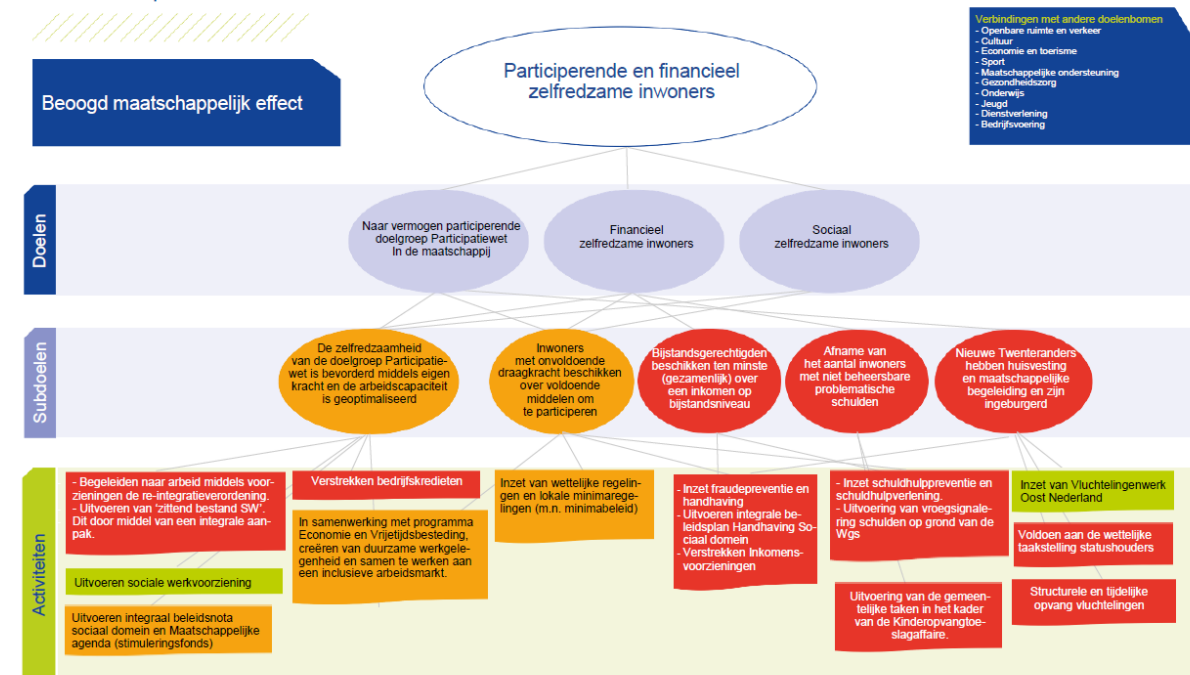 Verbindingen met andere doelenbomen
- Openbare ruimte en verkeer
- Cultuur
- Economie en toerisme
- Sport
- Maatschappelijke ondersteuning
- Gezondheidszorg
- Onderwijs
- Jeugd
- Dienstverlening
- Bedrijfsvoering
Beoogd maatschappelijk effect
Participerende en financieel
zelfredzame inwoners
Doelen
Naar vermogen participerende
doelgroep Participatiewet
In de maatschappij
Financieel
zelfredzame inwoners
Sociaal
zelfredzame inwoners
Subdoelen
De zelfredzaamheid
van de doelgroep Participatie-
wet is bevorderd middels eigen
kracht en de arbeidscapaciteit
is geoptimaliseerd
Inwoners
met onvoldoende
draagkracht beschikken
over voldoende
middelen om
te participeren
Bijstandsgerechtigden
beschikken ten minste
(gezamenlijk) over
een inkomen op
bijstandsniveau
Afname van
het aantal inwoners
met niet beheersbare
problematische
schulden
Nieuwe Twenteranders
hebben huisvesting
en maatschappelijke
begeleiding en zijn
ingeburgerd
Activiteiten
- Begeleiden naar arbeid middels voor-
zieningen de re-integratieverordening.
- Uitvoeren van 'zittend bestand SW'.
Dit door middel van een integrale aan-
pak.
Uitvoeren sociale werkvoorziening
Uitvoeren integraal beleidsnota
sociaal domein en Maatschappelijke
agenda (stimuleringsfonds)
Verstrekken bedrijfskredieten
In samenwerking met programma
Economie en Vrijetijdsbesteding,
creëren van duurzame werkgele-
genheid en samen te werken aan
een inclusieve arbeidsmarkt.
Inzet van wettelijke regelin-
gen en lokale minimarege-
lingen (m.n. minimabeleid)
- Inzet fraudepreventie en
handhaving
- Uitvoeren integrale be-
leidsplan Handhaving So-
ciaal domein
- Verstrekken Inkomens-
voorzieningen
- Inzet schuldhulppreventie en
schuldhulpverlening.
- Uitvoering van vroegsignale-
ring schulden op grond van de
Wgs
Uitvoering van de gemeen-
telijke taken in het kader
van de Kinderopvangtoe-
slagaffaire.
Inzet van Vluchtelingenwerk
Oost Nederland
Voldoen aan de wettelijke
taakstelling statushouders
Structurele en tijdelijke
opvang vluchtelingen